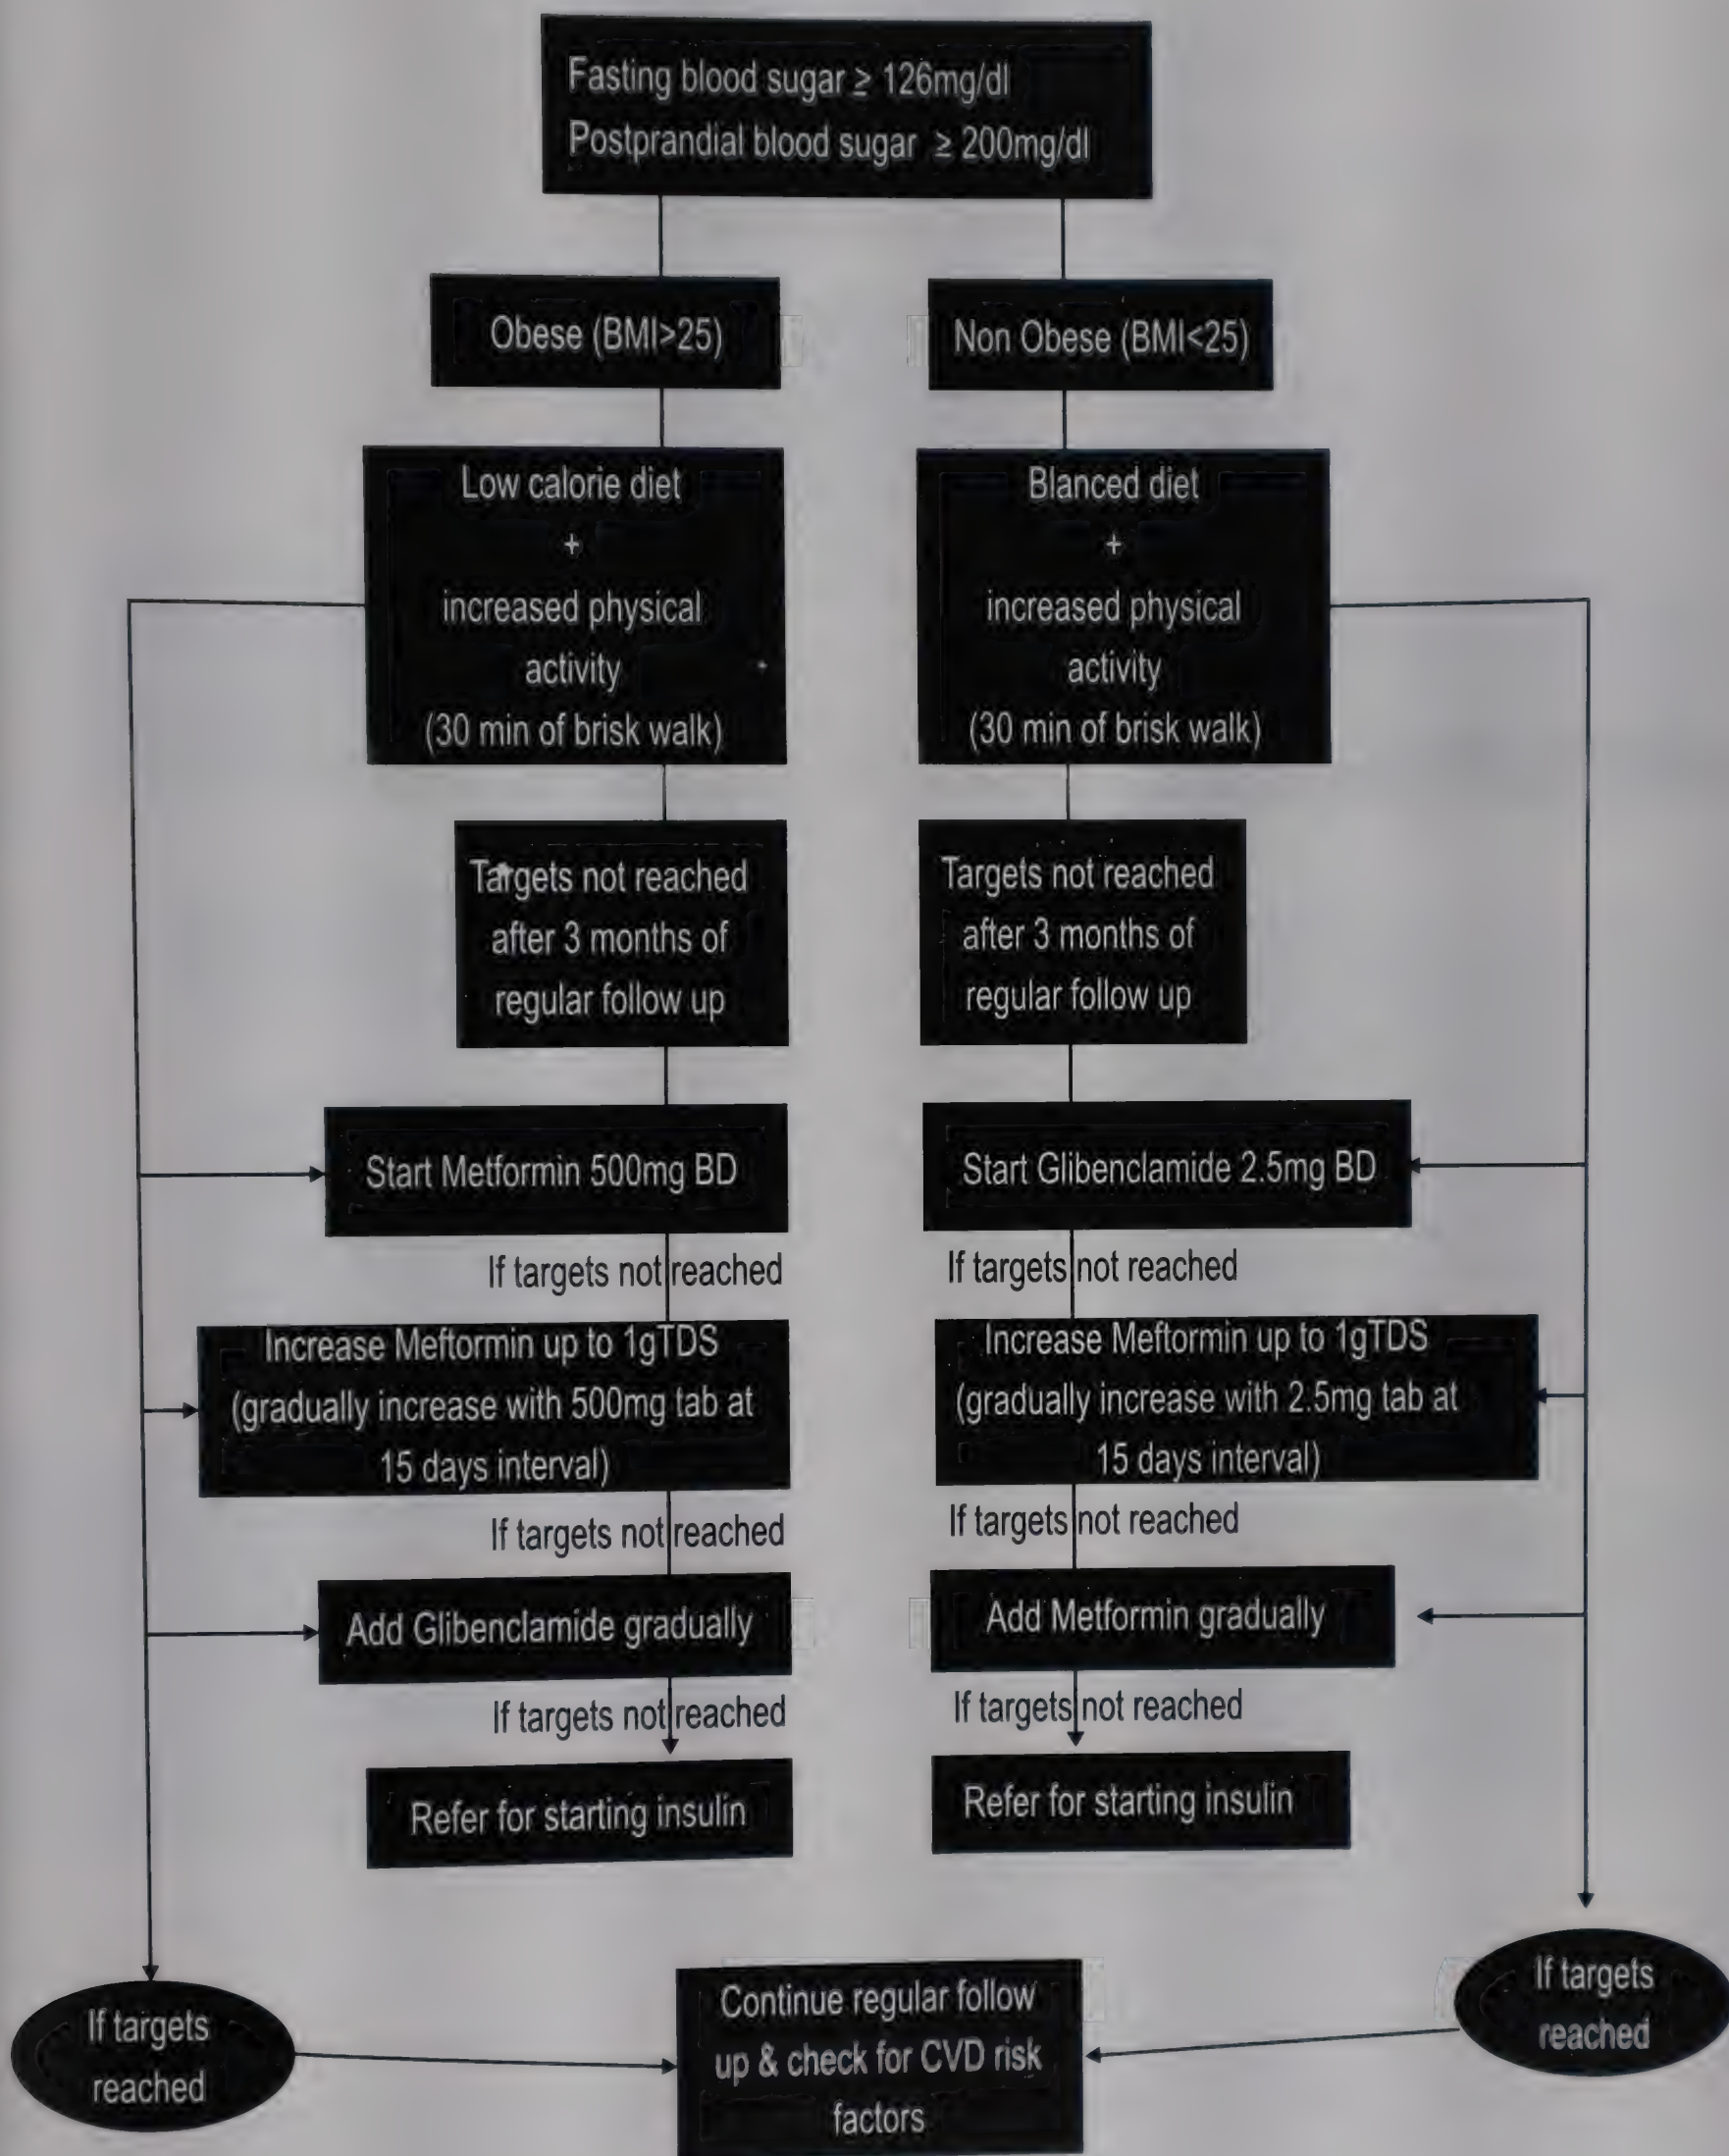 Fasting blood sugar ≥ 126mg/dl
Postprandial blood sugar ≥ 200mg/dl
Obese (BMI>25)
Non Obese (BMI<25)
Low calorie diet
+
increased physical
activity
(30 min of brisk walk)
Blanced diet
+
increased physical
activity
(30 min of brisk walk)
Targets not reached
after 3 months of
regular follow up
Targets not reached
after 3 months of
regular follow up
Start Metformin 500mg BD
Start Glibenclamide 2.5mg BD
If targets not reached
If targets not reached
Increase Meftormin up to 1gTDS
(gradually increase with 500mg tab at
15 days interval)
Increase Meftormin up to 1gTDS
(gradually increase with 2.5mg tab at
15 days interval)
If targets not reached
If targets not reached
Add Glibenclamide gradually
Add Metformin gradually
If targets not reached
If targets not reached
Refer for starting insulin
Refer for starting insulin
If targets
reached
Continue regular follow
up & check for CVD risk
factors
If targets
reached